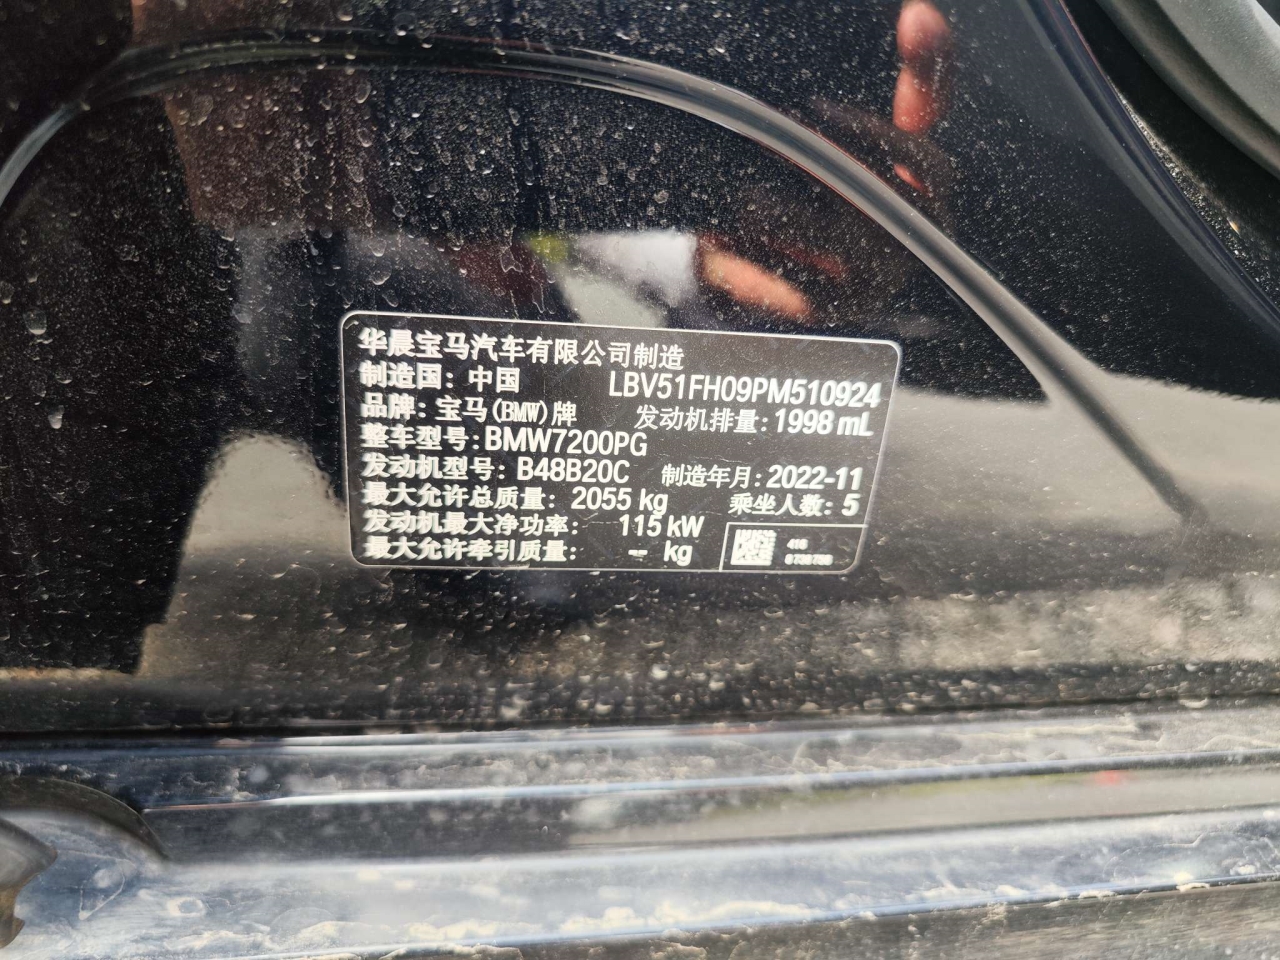 华晨宝马汽车有限公司制造
制造国：中国 LBV51FH09PM510924
品牌：宝马(BMW)牌 发动机排量：1998 mL
整车型号：BMW7200PG
发动机型号：B48B20C 制造年月：2022-11
最大允许总质量：2055 kg 乘坐人数：5
发动机最大净功率： 115 kW
最大允许牵引质量： -- kg
416